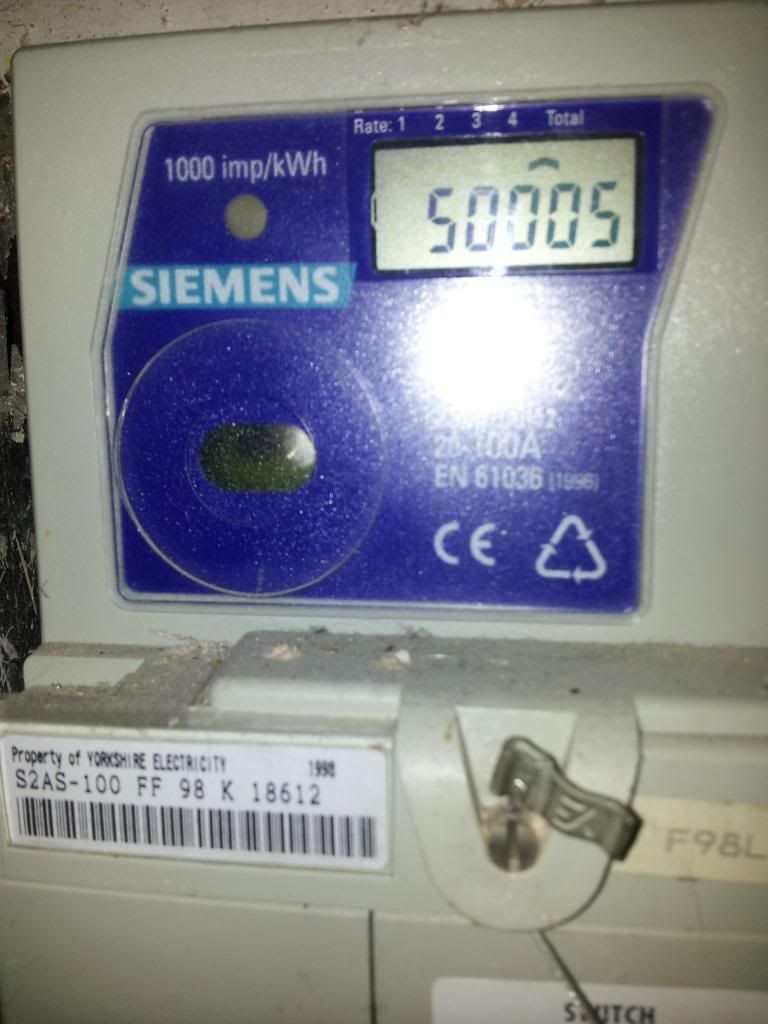 Rate: 1 2 3 4 Total
1000 imp/kWh
50005
SIEMENS
20-100A
EN 61036 (1996)
CE
Property of YORKSHIRE ELECTRICITY 1998
S2AS-100 FF 98 K 18612
F98L
SWITCH